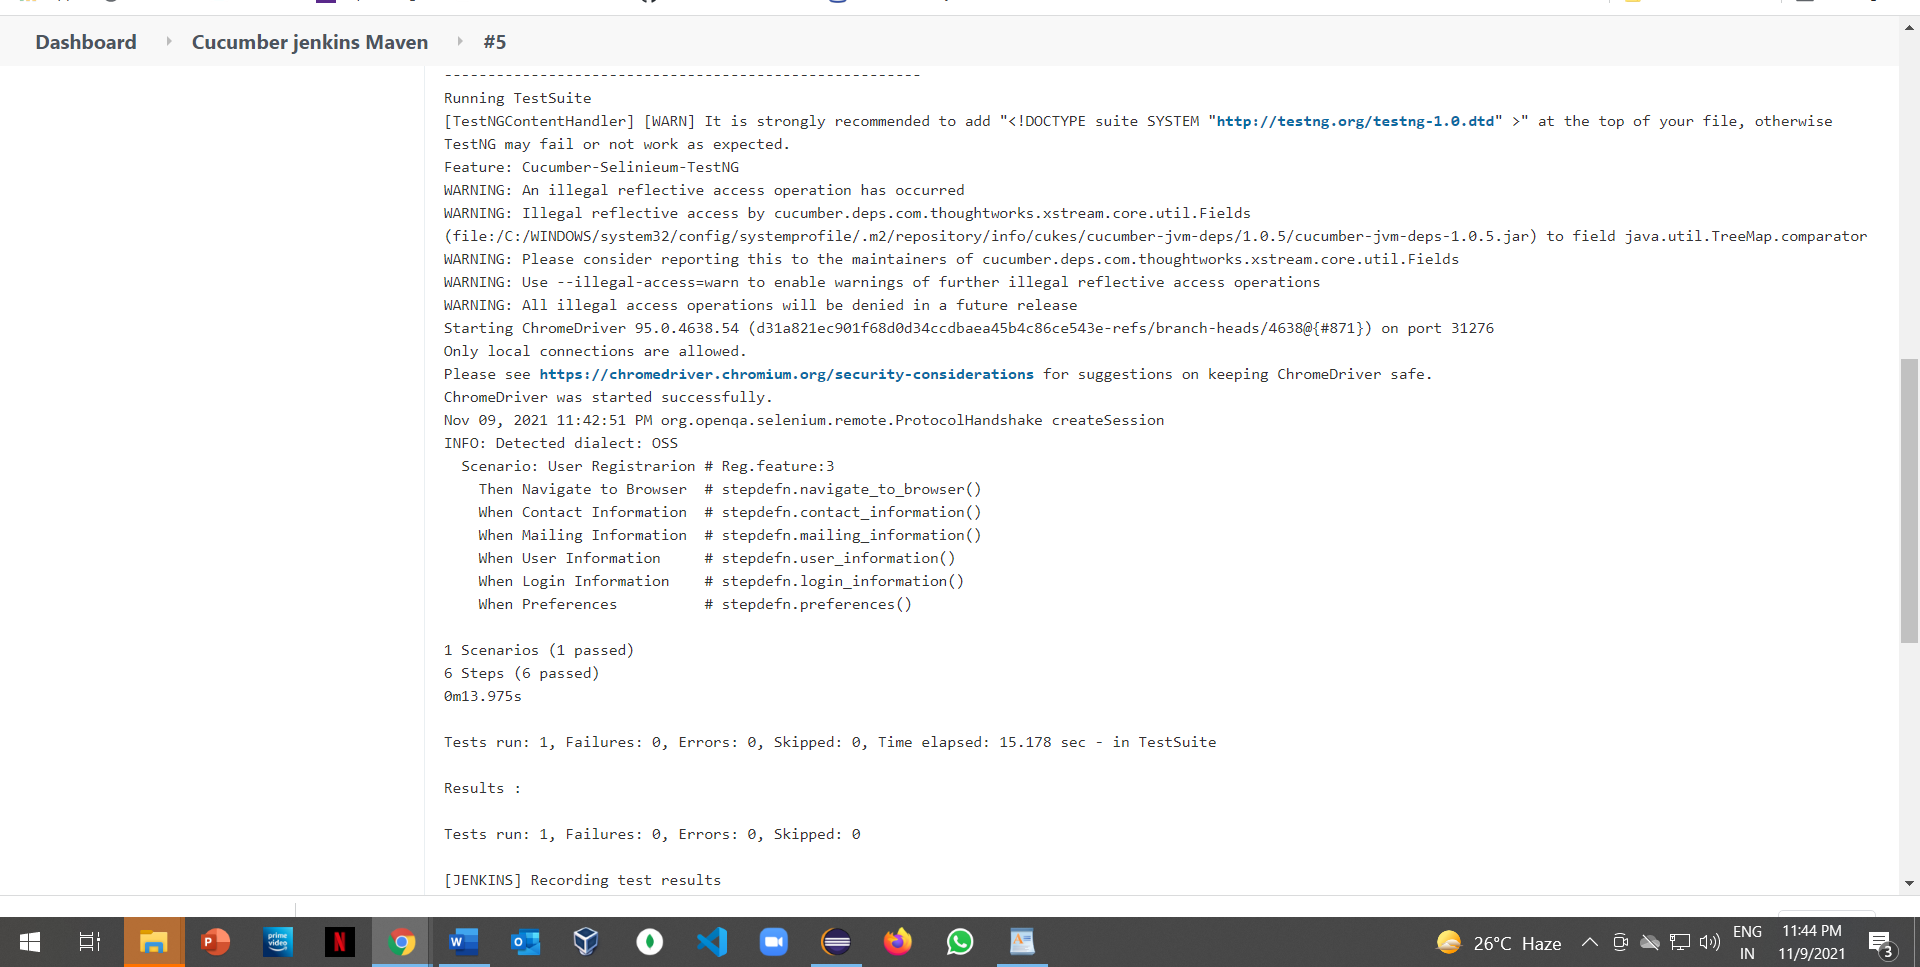 Dashboard Cucumber jenkins Maven #5
-------------------------------------------------------
Running TestSuite
[TestNGContentHandler] [WARN] It is strongly recommended to add "<!DOCTYPE suite SYSTEM "http://testng.org/testng-1.0.dtd" >" at the top of your file, otherwise
TestNG may fail or not work as expected.
Feature: Cucumber-Selinieum-TestNG
WARNING: An illegal reflective access operation has occurred
WARNING: Illegal reflective access by cucumber.deps.com.thoughtworks.xstream.core.util.Fields
(file:/C:/WINDOWS/system32/config/systemprofile/.m2/repository/info/cukes/cucumber-jvm-deps/1.0.5/cucumber-jvm-deps-1.0.5.jar) to field java.util.TreeMap.comparator
WARNING: Please consider reporting this to the maintainers of cucumber.deps.com.thoughtworks.xstream.core.util.Fields
WARNING: Use --illegal-access=warn to enable warnings of further illegal reflective access operations
WARNING: All illegal access operations will be denied in a future release
Starting ChromeDriver 95.0.4638.54 (d31a821ec901f68d0d34ccdbaea45b4c86ce543e-refs/branch-heads/4638@{#871}) on port 31276
Only local connections are allowed.
Please see https://chromedriver.chromium.org/security-considerations for suggestions on keeping ChromeDriver safe.
ChromeDriver was started successfully.
Nov 09, 2021 11:42:51 PM org.openqa.selenium.remote.ProtocolHandshake createSession
INFO: Detected dialect: OSS
  Scenario: User Registrarion # Reg.feature:3
    Then Navigate to Browser  # stepdefn.navigate_to_browser()
    When Contact Information  # stepdefn.contact_information()
    When Mailing Information  # stepdefn.mailing_information()
    When User Information     # stepdefn.user_information()
    When Login Information    # stepdefn.login_information()
    When Preferences          # stepdefn.preferences()
1 Scenarios (1 passed)
6 Steps (6 passed)
0m13.975s
Tests run: 1, Failures: 0, Errors: 0, Skipped: 0, Time elapsed: 15.178 sec - in TestSuite
Results :
Tests run: 1, Failures: 0, Errors: 0, Skipped: 0
[JENKINS] Recording test results
prime video
26°C Haze
ENG
IN
11:44 PM
11/9/2021
3